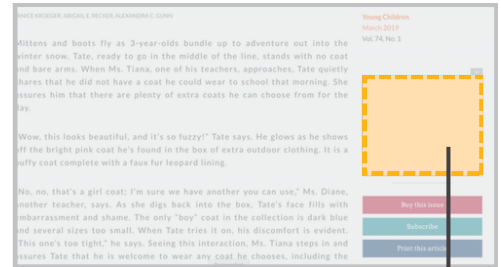 JANICE KROEGER, ABIGAIL E. RECKER, ALEXANDRA C. GUNN
Mittens and boots fly as 3-year-olds bundle up to adventure out into the
winter snow. Tate, ready to go in the middle of the line, stands with no coat
and bare arms. When Ms. Tiana, one of his teachers, approaches, Tate quietly
shares that he did not have a coat he could wear to school that morning. She
assures him that there are plenty of extra coats he can choose from for the
day.
"Wow, this looks beautiful, and it's so fuzzy!" Tate says. He glows as he shows
off the bright pink coat he's found in the box of extra outdoor clothing. It is a
puffy coat complete with a faux fur leopard lining.
"No, no, that's a girl coat; I'm sure we have another you can use," Ms. Diane,
another teacher, says. As she digs back into the box, Tate's face fills with
embarrassment and shame. The only "boy" coat in the collection is dark blue
and several sizes too small. When Tate tries it on, his discomfort is evident.
"This one's too tight," he says. Seeing this interaction, Ms. Tiana steps in and
assures Tate that he is welcome to wear any coat he chooses, including the
Young Children
March 2019
Vol. 74, No. 1
Buy this issue
Subscribe
Print this article